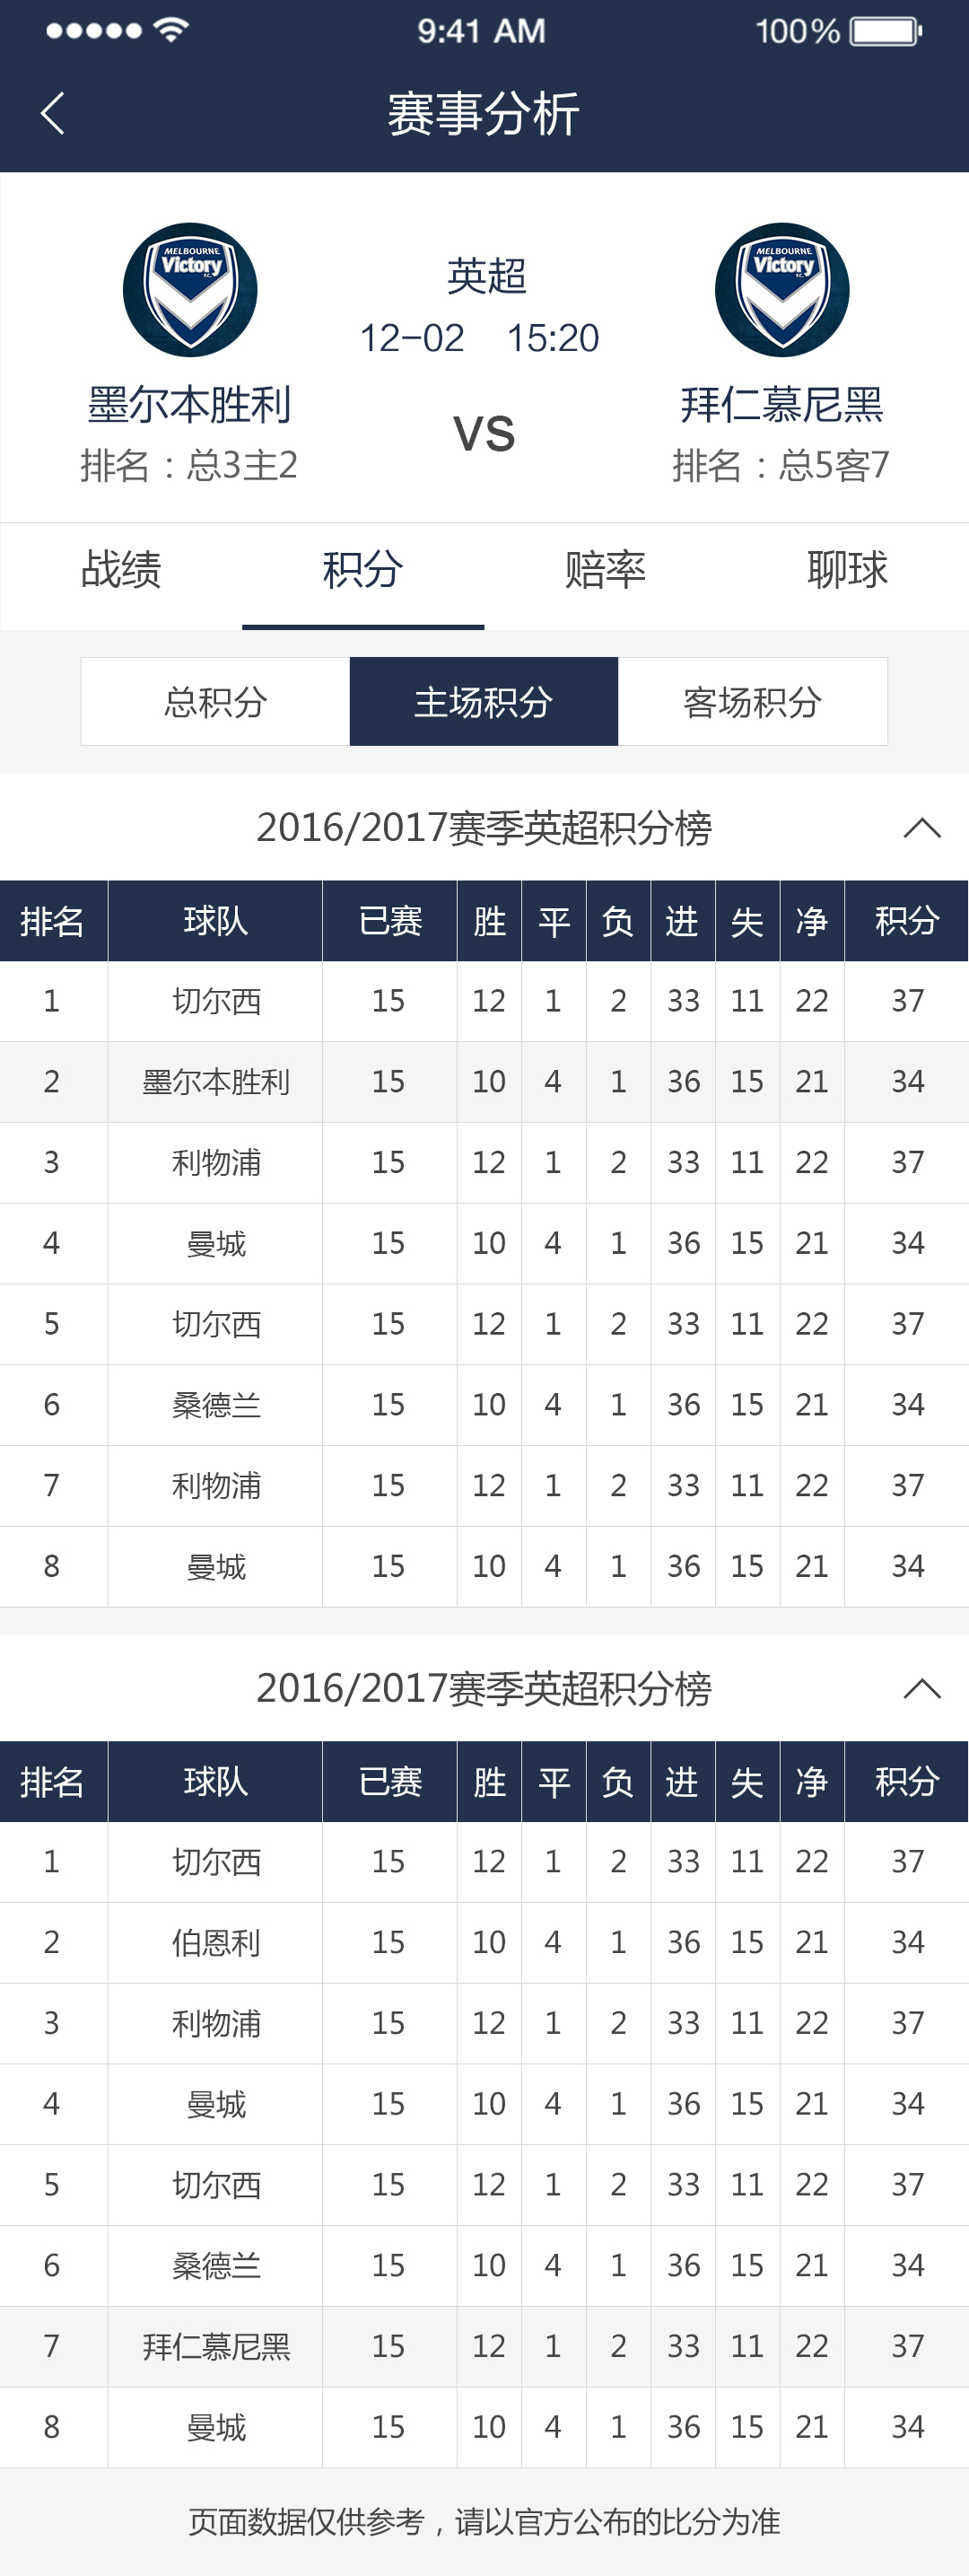 9:41 AM 100%
赛事分析
MELBOURNE
Victory
F.C.
MELBOURNE
Victory
F.C.
英超
12-02 15:20
墨尔本胜利 VS 拜仁慕尼黑
排名：总3主2 排名：总5客7
战绩 积分 赔率 聊球
总积分 主场积分 客场积分
2016/2017赛季英超积分榜
排名 球队 已赛 胜 平 负 进 失 净 积分
1 切尔西 15 12 1 2 33 11 22 37
2 墨尔本胜利 15 10 4 1 36 15 21 34
3 利物浦 15 12 1 2 33 11 22 37
4 曼城 15 10 4 1 36 15 21 34
5 切尔西 15 12 1 2 33 11 22 37
6 桑德兰 15 10 4 1 36 15 21 34
7 利物浦 15 12 1 2 33 11 22 37
8 曼城 15 10 4 1 36 15 21 34
2016/2017赛季英超积分榜
排名 球队 已赛 胜 平 负 进 失 净 积分
1 切尔西 15 12 1 2 33 11 22 37
2 伯恩利 15 10 4 1 36 15 21 34
3 利物浦 15 12 1 2 33 11 22 37
4 曼城 15 10 4 1 36 15 21 34
5 切尔西 15 12 1 2 33 11 22 37
6 桑德兰 15 10 4 1 36 15 21 34
7 拜仁慕尼黑 15 12 1 2 33 11 22 37
8 曼城 15 10 4 1 36 15 21 34
页面数据仅供参考，请以官方公布的比分为准